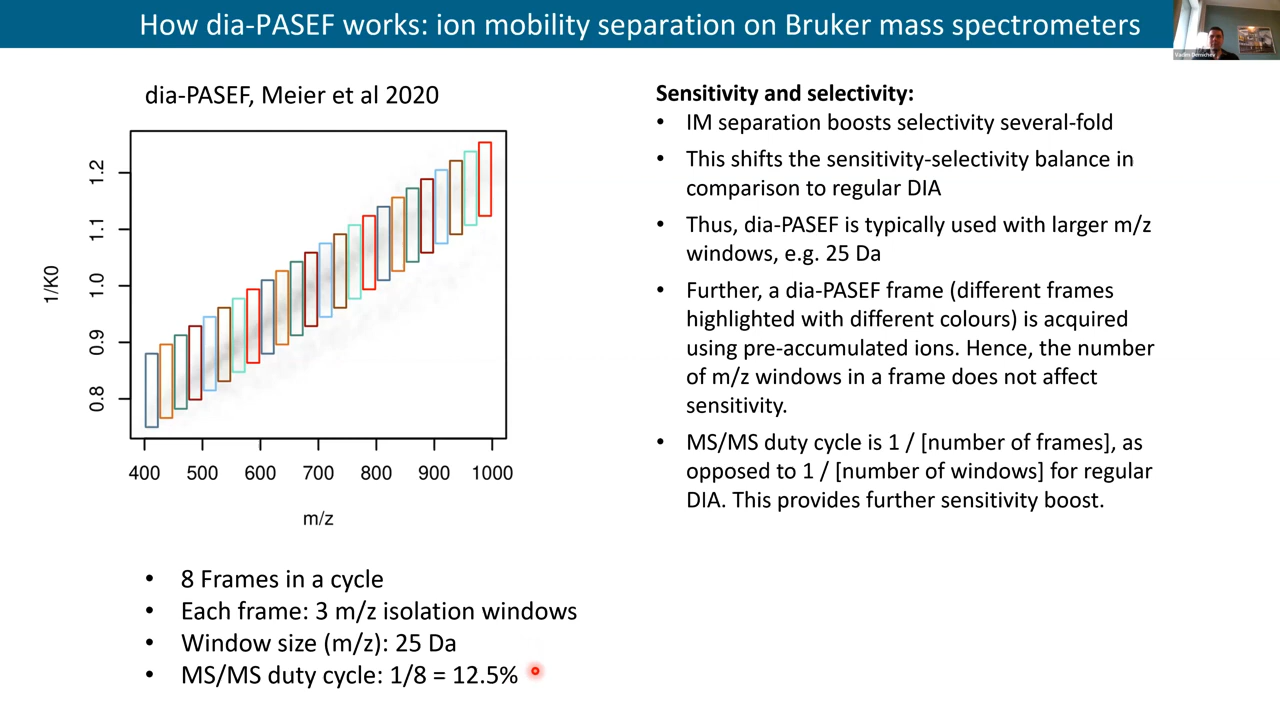 How dia-PASEF works: ion mobility separation on Bruker mass spectrometers
Vadim Demichev
dia-PASEF, Meier et al 2020
1/K0
1.2
1.1
1.0
0.9
0.8
400 500 600 700 800 900 1000
m/z
• 8 Frames in a cycle
• Each frame: 3 m/z isolation windows
• Window size (m/z): 25 Da
• MS/MS duty cycle: 1/8 = 12.5%
Sensitivity and selectivity:
• IM separation boosts selectivity several-fold
• This shifts the sensitivity-selectivity balance in
comparison to regular DIA
• Thus, dia-PASEF is typically used with larger m/z
windows, e.g. 25 Da
• Further, a dia-PASEF frame (different frames
highlighted with different colours) is acquired
using pre-accumulated ions. Hence, the number
of m/z windows in a frame does not affect
sensitivity.
• MS/MS duty cycle is 1 / [number of frames], as
opposed to 1 / [number of windows] for regular
DIA. This provides further sensitivity boost.